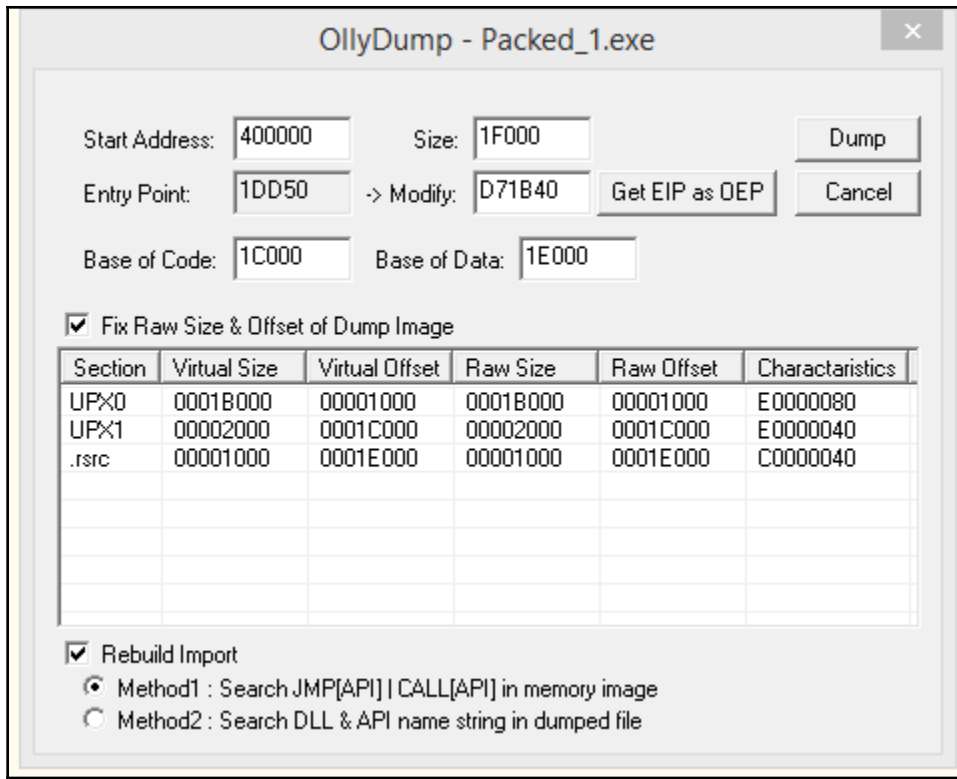 OllyDump - Packed_1.exe
Start Address: 400000 Size: 1F000 Dump
Entry Point: 1DD50 -> Modify: D71B40 Get EIP as OEP Cancel
Base of Code: 1C000 Base of Data: 1E000
Fix Raw Size & Offset of Dump Image
Section Virtual Size Virtual Offset Raw Size Raw Offset Charactaristics
UPX0 0001B000 00001000 0001B000 00001000 E0000080
UPX1 00002000 0001C000 00002000 0001C000 E0000040
.rsrc 00001000 0001E000 00001000 0001E000 C0000040
Rebuild Import
Method1 : Search JMP[API] | CALL[API] in memory image
Method2 : Search DLL & API name string in dumped file